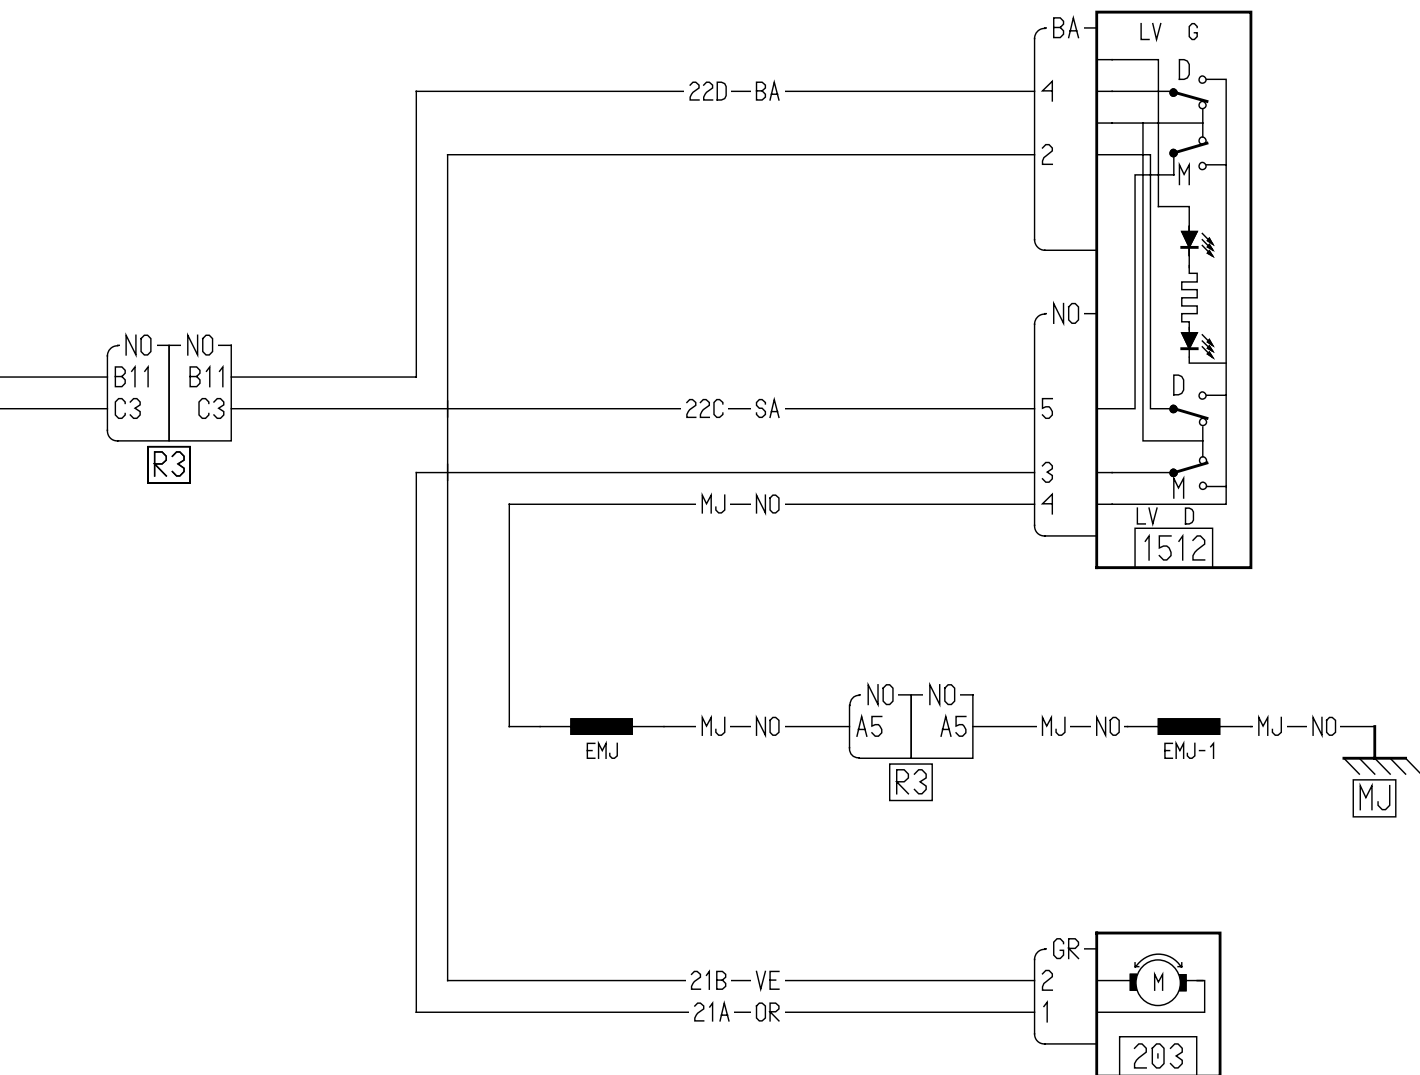 BA LV G
D
22D BA 4
2
M
NO
NO NO
B11 B11
D
C3 C3 22C SA 5
R3
3
M
MJ NO 4
LV D
1512
NO NO
MJ NO A5 A5 MJ NO MJ NO
EMJ EMJ-1
R3 MJ
GR
21B VE 2 M
21A OR 1
203